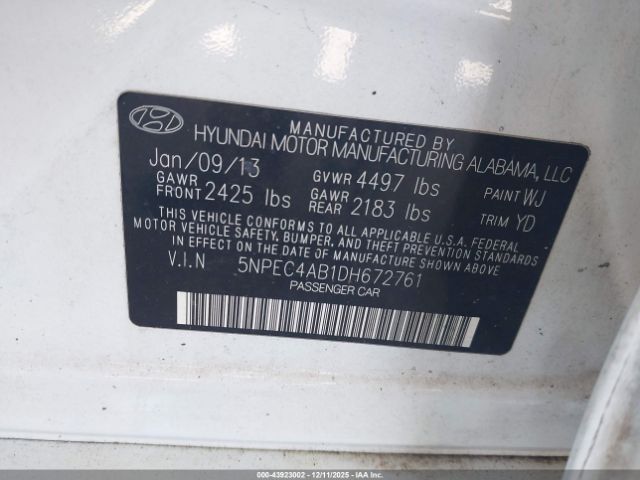 MANUFACTURED BY
HYUNDAI MOTOR MANUFACTURING ALABAMA, LLC
Jan/09/13 GVWR 4497 lbs PAINT WJ
GAWR FRONT 2425 lbs GAWR REAR 2183 lbs TRIM YD
THIS VEHICLE CONFORMS TO ALL APPLICABLE U.S.A. FEDERAL
MOTOR VEHICLE SAFETY, BUMPER, AND THEFT PREVENTION STANDARDS
IN EFFECT ON THE DATE OF MANUFACTURE SHOWN ABOVE.
V.I.N 5NPEC4AB1DH672761
PASSENGER CAR
000-43923002 - 12/11/2025 - IAAI.COM